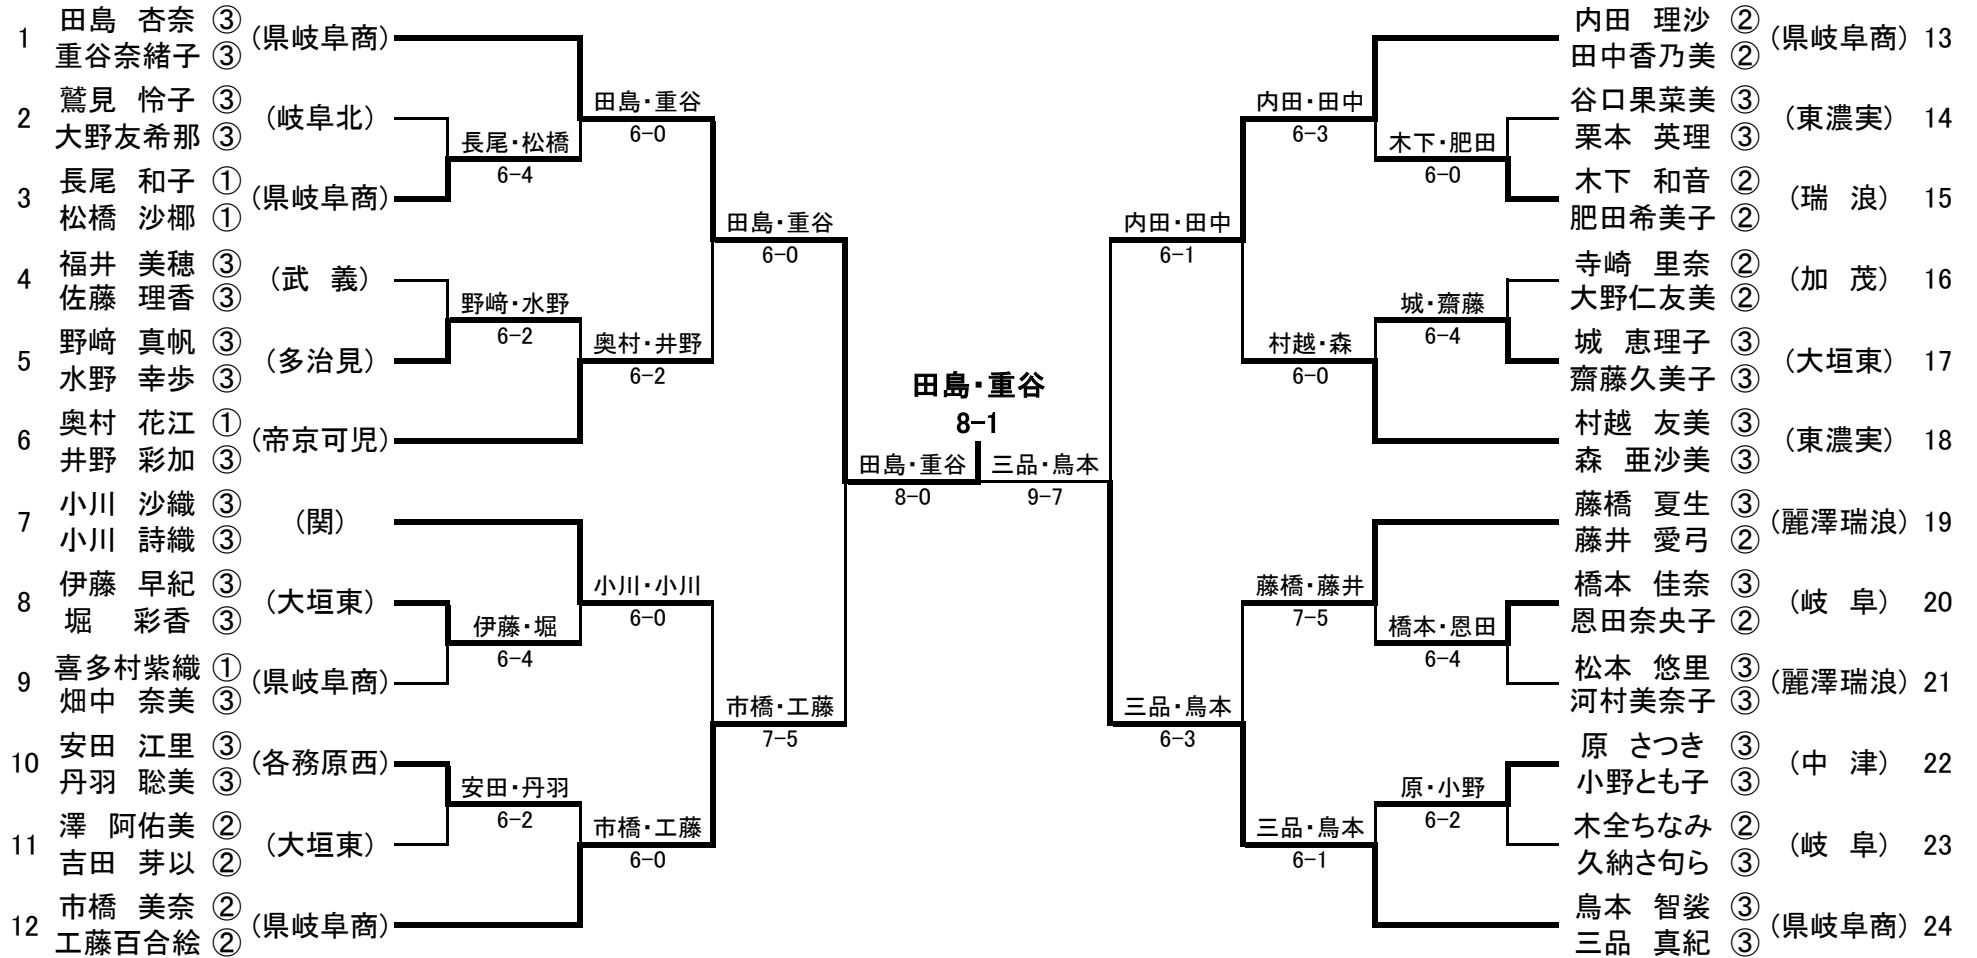 1 田島 杏奈 ③ (県岐阜商)
重谷奈緒子 ③
2 鷲見 怜子 ③ (岐阜北)
大野友希那 ③
3 長尾 和子 ① (県岐阜商)
松橋 沙椰 ①
4 福井 美穂 ③ (武 義)
佐藤 理香 ③
5 野﨑 真帆 ③ (多治見)
水野 幸歩 ③
6 奥村 花江 ① (帝京可児)
井野 彩加 ③
7 小川 沙織 ③ (関)
小川 詩織 ③
8 伊藤 早紀 ③ (大垣東)
堀 彩香 ③
9 喜多村紫織 ① (県岐阜商)
畑中 奈美 ③
10 安田 江里 ③ (各務原西)
丹羽 聡美 ③
11 澤 阿佑美 ② (大垣東)
吉田 芽以 ②
12 市橋 美奈 ② (県岐阜商)
工藤百合絵 ②
長尾・松橋
6-4
野﨑・水野
6-2
伊藤・堀
6-4
安田・丹羽
6-2
田島・重谷
6-0
奥村・井野
6-2
小川・小川
6-0
市橋・工藤
6-0
田島・重谷
6-0
市橋・工藤
7-5
田島・重谷
8-0
田島・重谷
8-1
三品・鳥本
9-7
内田・田中
6-1
三品・鳥本
6-3
内田・田中
6-3
村越・森
6-0
藤橋・藤井
7-5
三品・鳥本
6-1
木下・肥田
6-0
城・齋藤
6-4
橋本・恩田
6-4
原・小野
6-2
内田 理沙 ② (県岐阜商) 13
田中香乃美 ②
谷口果菜美 ③ (東濃実) 14
栗本 英理 ③
木下 和音 ② (瑞 浪) 15
肥田希美子 ②
寺崎 里奈 ② (加 茂) 16
大野仁友美 ②
城 恵理子 ③ (大垣東) 17
齋藤久美子 ③
村越 友美 ③ (東濃実) 18
森 亜沙美 ③
藤橋 夏生 ③ (麗澤瑞浪) 19
藤井 愛弓 ②
橋本 佳奈 ③ (岐 阜) 20
恩田奈央子 ②
松本 悠里 ③ (麗澤瑞浪) 21
河村美奈子 ③
原 さつき ③ (中 津) 22
小野とも子 ③
木全ちなみ ② (岐 阜) 23
久納さ句ら ③
鳥本 智裟 ③ (県岐阜商) 24
三品 真紀 ③